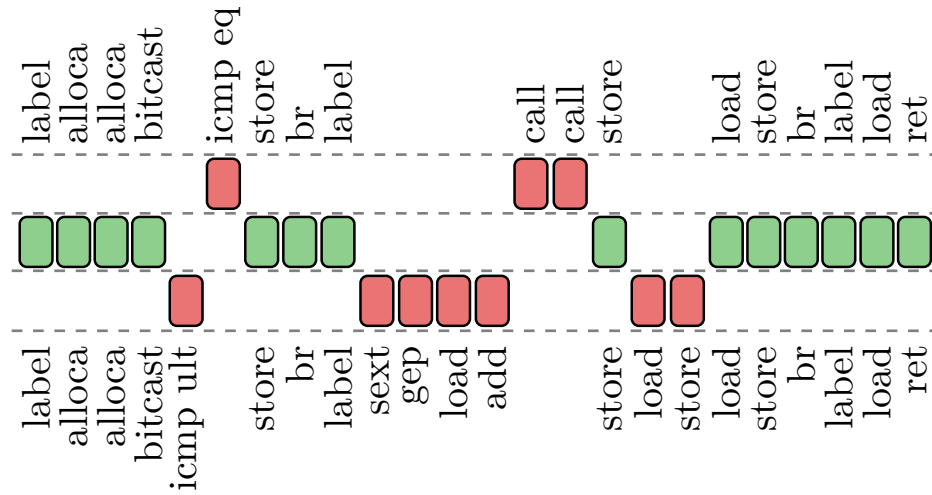 label
alloca
alloca
bitcast
icmp eq
store
br
label
call
call
store
load
store
br
label
load
ret
label
alloca
alloca
bitcast
icmp ult
store
br
label
sext
gep
load
add
store
load
store
load
store
br
label
load
ret